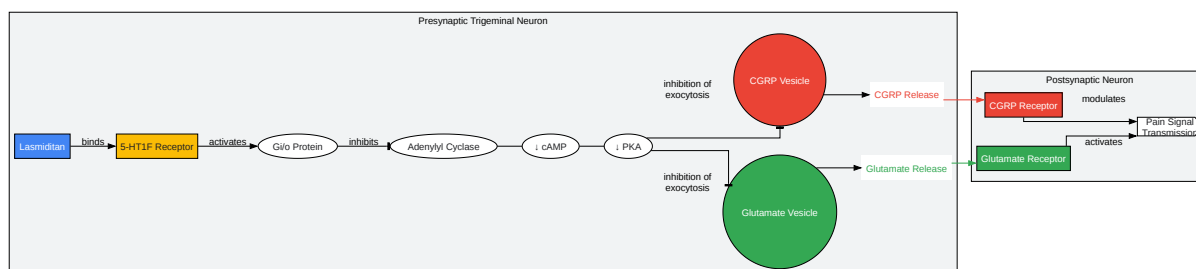 Presynaptic Trigeminal Neuron
Lasmiditan
binds
5-HT1F Receptor
activates
Gi/o Protein
inhibits
Adenylyl Cyclase
↓ cAMP
↓ PKA
inhibition of
exocytosis
CGRP Vesicle
CGRP Release
inhibition of
exocytosis
Glutamate Vesicle
Glutamate Release
Postsynaptic Neuron
CGRP Receptor
modulates
Pain Signal
Transmission
activates
Glutamate Receptor